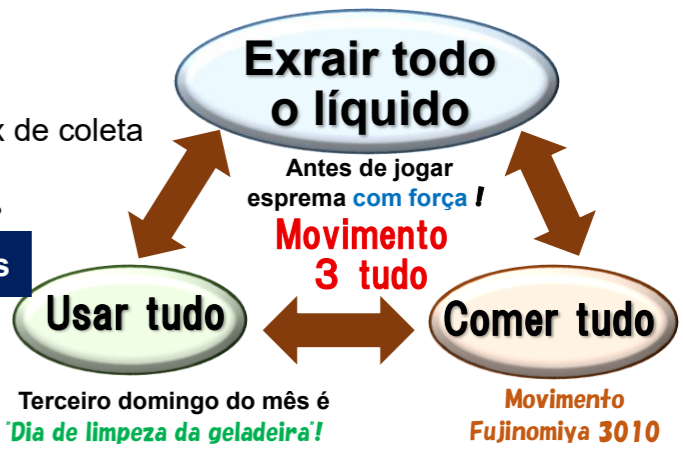 Exrair todo
o líquido
x de coleta
Antes de jogar
esprema com força !
Movimento
3 tudo
s
Usar tudo
Comer tudo
Terceiro domingo do mês é
"Dia de limpeza da geladeira"!
Movimento
Fujinomiya 3010